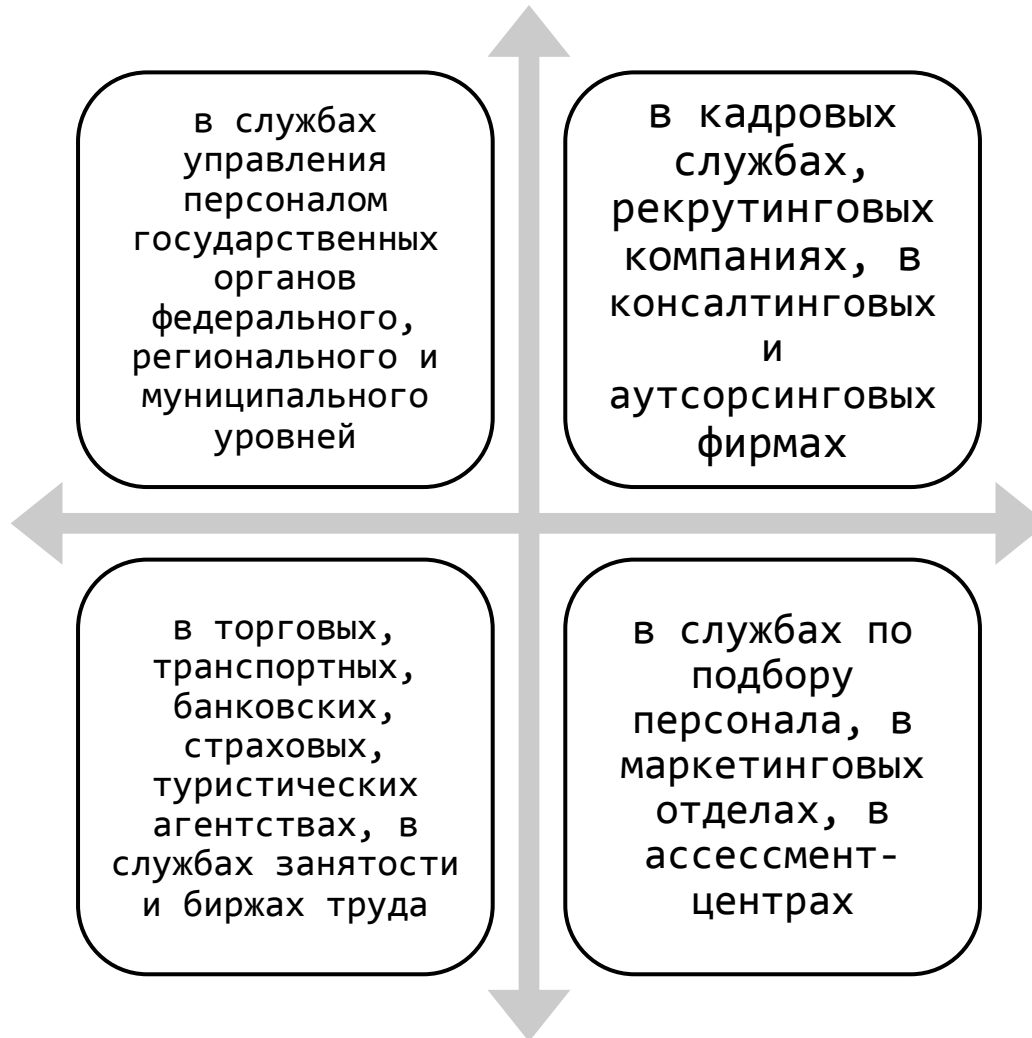 в службах
управления
персоналом
государственных
органов
федерального,
регионального и
муниципального
уровней
в кадровых
службах,
рекрутинговых
компаниях, в
консалтинговых
и
аутсорсинговых
фирмах
в торговых,
транспортных,
банковских,
страховых,
туристических
агентствах, в
службах занятости
и биржах труда
в службах по
подбору
персонала, в
маркетинговых
отделах, в
ассессмент-
центрах